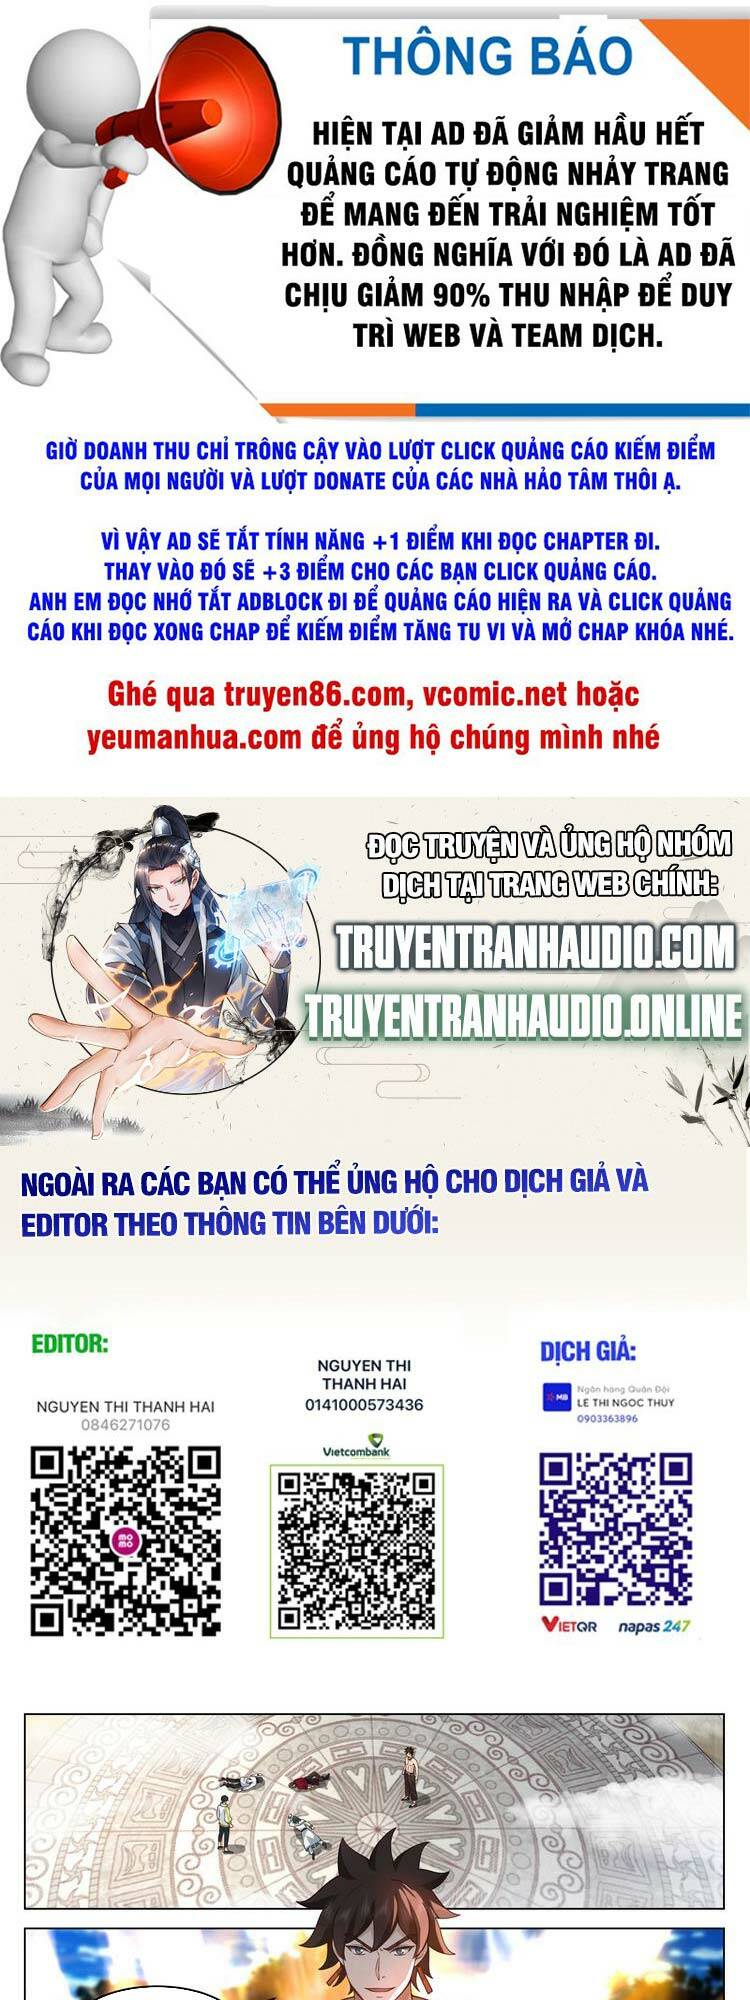 THÔNG BÁO
HIỆN TẠI AD ĐÃ GIẢM HẦU HẾT
QUẢNG CÁO TỰ ĐỘNG NHẢY TRANG
ĐỂ MANG ĐẾN TRẢI NGHIỆM TỐT
HƠN. ĐỒNG NGHĨA VỚI ĐÓ LÀ AD ĐÃ
CHỊU GIẢM 90% THU NHẬP ĐỂ DUY
TRÌ WEB VÀ TEAM DỊCH.
GIỜ DOANH THU CHỈ TRÔNG CẬY VÀO LƯỢT CLICK QUẢNG CÁO KIẾM ĐIỂM
CỦA MỌI NGƯỜI VÀ LƯỢT DONATE CỦA CÁC NHÀ HẢO TÂM THÔI Ạ.
VÌ VẬY AD SẼ TẮT TÍNH NĂNG +1 ĐIỂM KHI ĐỌC CHAPTER ĐI.
THAY VÀO ĐÓ SẼ +3 ĐIỂM CHO CÁC BẠN CLICK QUẢNG CÁO.
ANH EM ĐỌC NHỚ TẮT ADBLOCK ĐI ĐỂ QUẢNG CÁO HIỆN RA VÀ CLICK QUẢNG
CÁO KHI ĐỌC XONG CHAP ĐỂ KIẾM ĐIỂM TĂNG TU VI VÀ MỞ CHAP KHÓA NHÉ.
Ghé qua truyen86.com, vcomic.net hoặc
yeumanhua.com để ủng hộ chúng mình nhé
ĐỌC TRUYỆN VÀ ỦNG HỘ NHÓM
DỊCH TẠI TRANG WEB CHÍNH:
TRUYENTRANHAUDIO.COM
TRUYENTRANHAUDIO.ONLINE
NGOÀI RA CÁC BẠN CÓ THỂ ỦNG HỘ CHO DỊCH GIẢ VÀ
EDITOR THEO THÔNG TIN BÊN DƯỚI:
EDITOR:
NGUYEN THI THANH HAI
0846271076
mo
mo
NGUYEN THI
THANH HAI
0141000573436
Vietcombank
DỊCH GIẢ:
MB
Ngân hàng Quân Đội
LE THI NGOC THUY
0903363896
VIETQR
napas 247